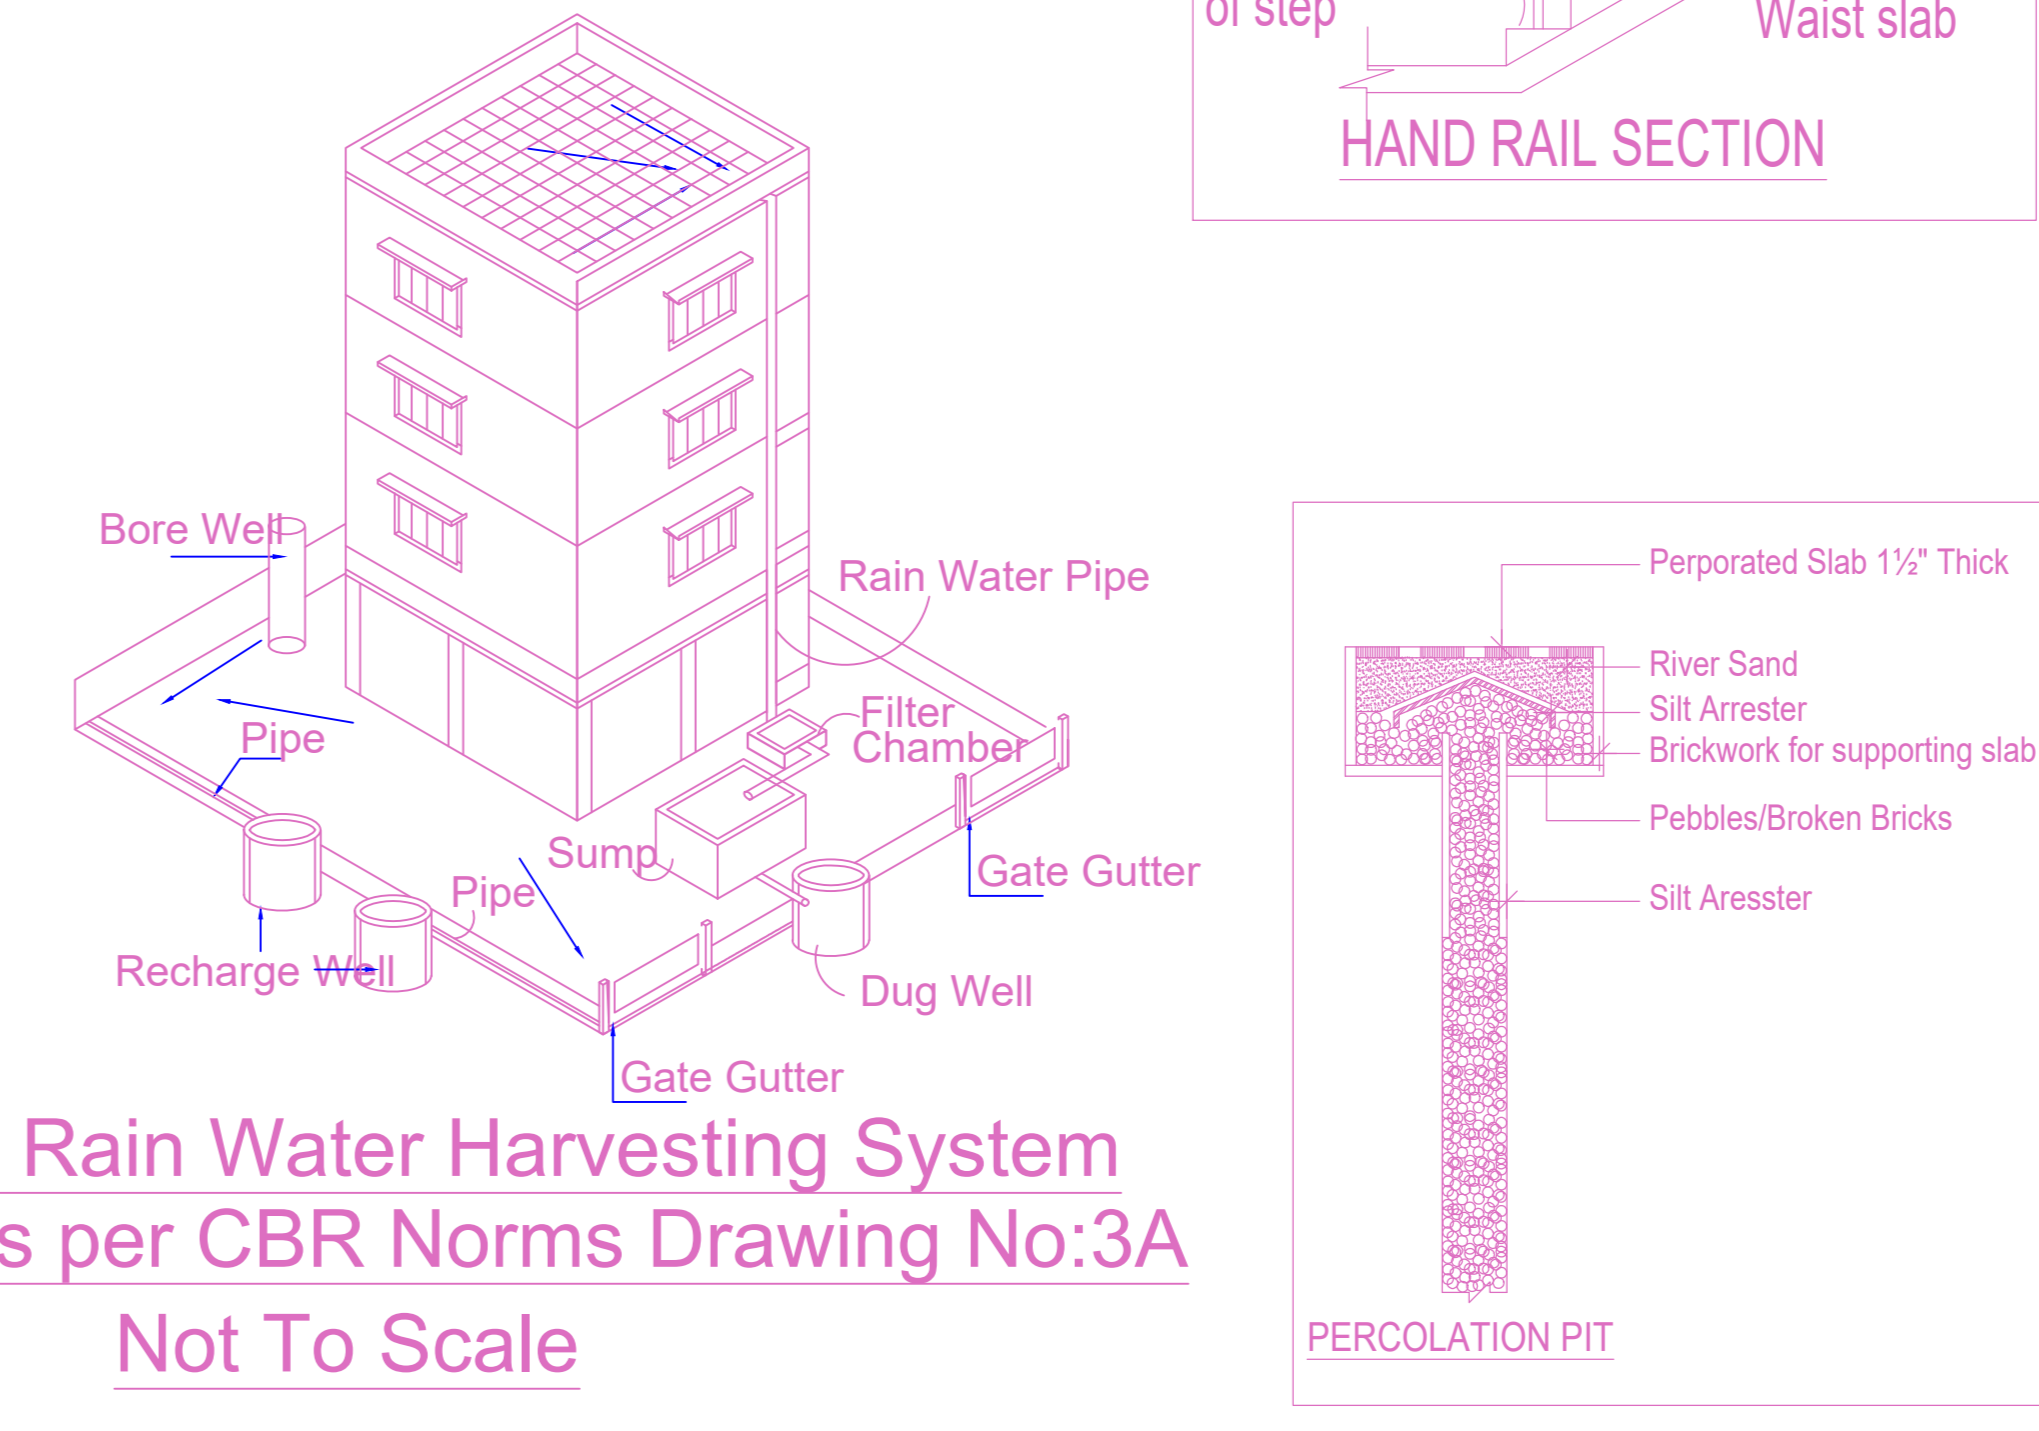 of step
Waist slab
HAND RAIL SECTION
Bore Well
Rain Water Pipe
Filter
Chamber
Pipe
Sump
Pipe
Gate Gutter
Recharge Well
Dug Well
Gate Gutter
Rain Water Harvesting System
s per CBR Norms Drawing No:3A
Not To Scale
Perporated Slab 1½" Thick
River Sand
Silt Arrester
Brickwork for supporting slab
Pebbles/Broken Bricks
Silt Aresster
PERCOLATION PIT